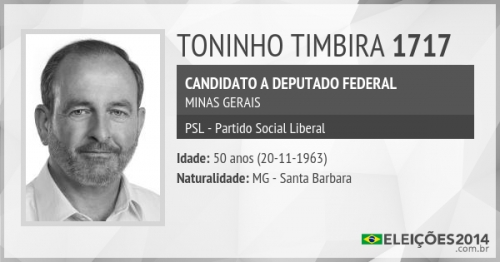 TONINHO TIMBIRA 1717
CANDIDATO A DEPUTADO FEDERAL
MINAS GERAIS
PSL - Partido Social Liberal
Idade: 50 anos (20-11-1963)
Naturalidade: MG - Santa Barbara
ELEIÇÕES2014
.com.br